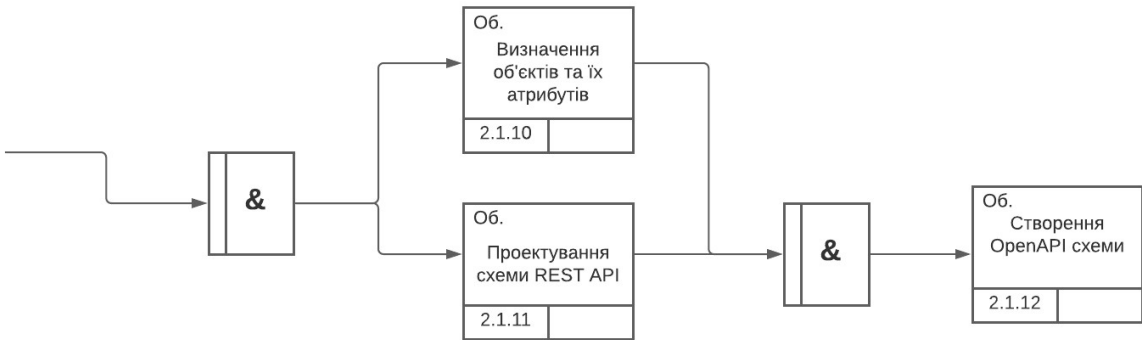 Об.
Визначення
об'єктів та їх
атрибутів
2.1.10
&
Об.
Проектування
схеми REST API
2.1.11
&
Об.
Створення
OpenAPI схеми
2.1.12